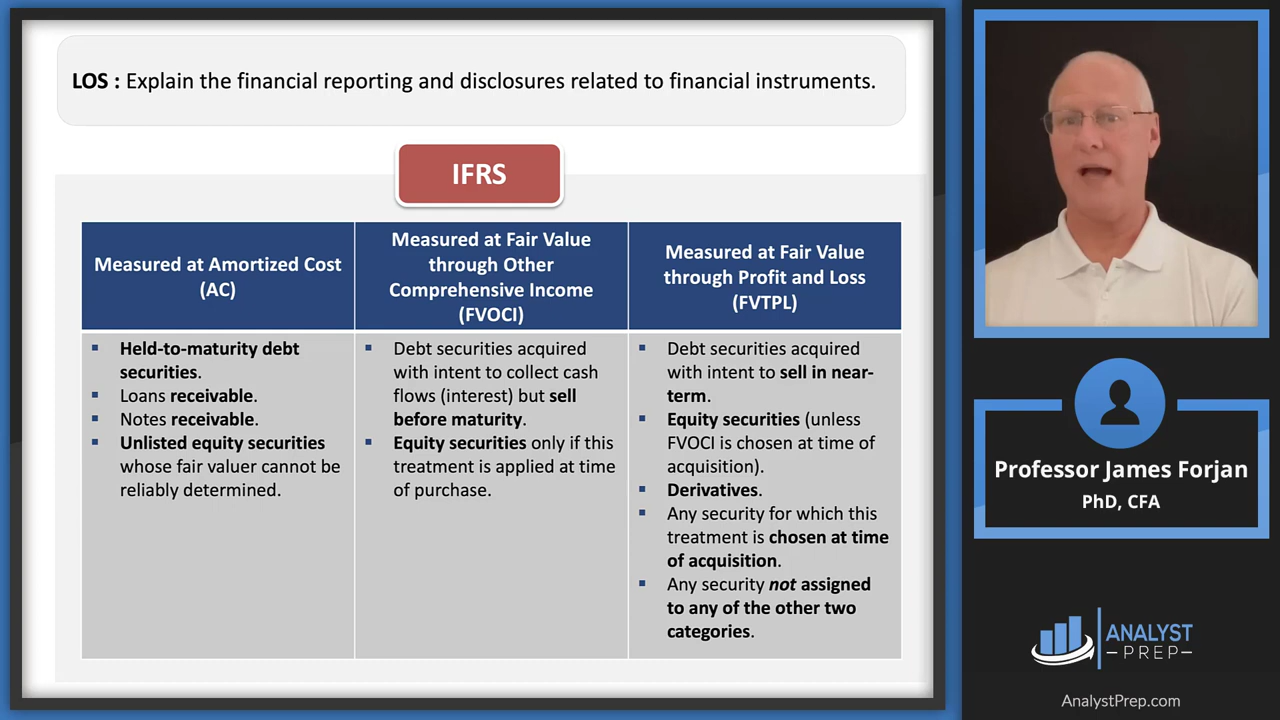 LOS : Explain the financial reporting and disclosures related to financial instruments.
IFRS
Measured at Amortized Cost
(AC)
Measured at Fair Value
through Other
Comprehensive Income
(FVOCI)
Measured at Fair Value
through Profit and Loss
(FVTPL)
▪ Held-to-maturity debt
securities.
▪ Loans receivable.
▪ Notes receivable.
▪ Unlisted equity securities
whose fair valuer cannot be
reliably determined.
▪ Debt securities acquired
with intent to collect cash
flows (interest) but sell
before maturity.
▪ Equity securities only if this
treatment is applied at time
of purchase.
▪ Debt securities acquired
with intent to sell in near-
term.
▪ Equity securities (unless
FVOCI is chosen at time of
acquisition).
▪ Derivatives.
▪ Any security for which this
treatment is chosen at time
of acquisition.
▪ Any security not assigned
to any of the other two
categories.
Professor James Forjan
PhD, CFA
ANALYST
PREP
AnalystPrep.com